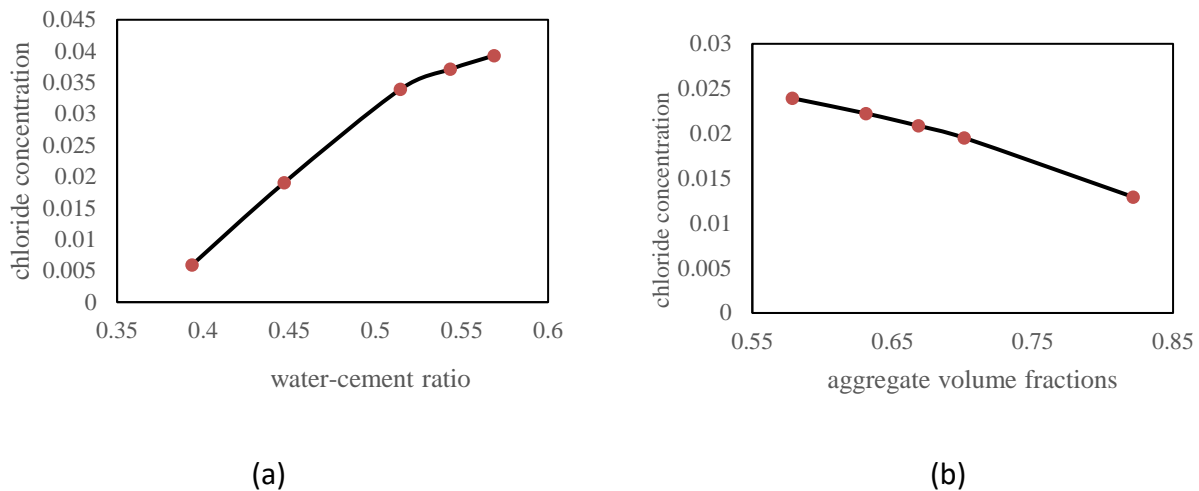 0.045
0.04
0.035
0.03
0.025
0.02
0.015
0.01
0.005
0
chloride concentration
0.35 0.4 0.45 0.5 0.55 0.6
water-cement ratio
(a)
0.03
0.025
0.02
0.015
0.01
0.005
0
chloride concentration
0.55 0.65 0.75 0.85
aggregate volume fractions
(b)